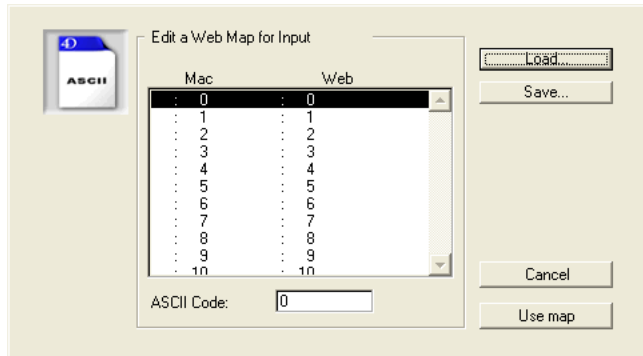 4D
ASCII
Edit a Web Map for Input
Mac Web
: 0 : 0
: 1 : 1
: 2 : 2
: 3 : 3
: 4 : 4
: 5 : 5
: 6 : 6
: 7 : 7
: 8 : 8
: 9 : 9
: 10 : 10
ASCII Code: 0
Load...
Save...
Cancel
Use map